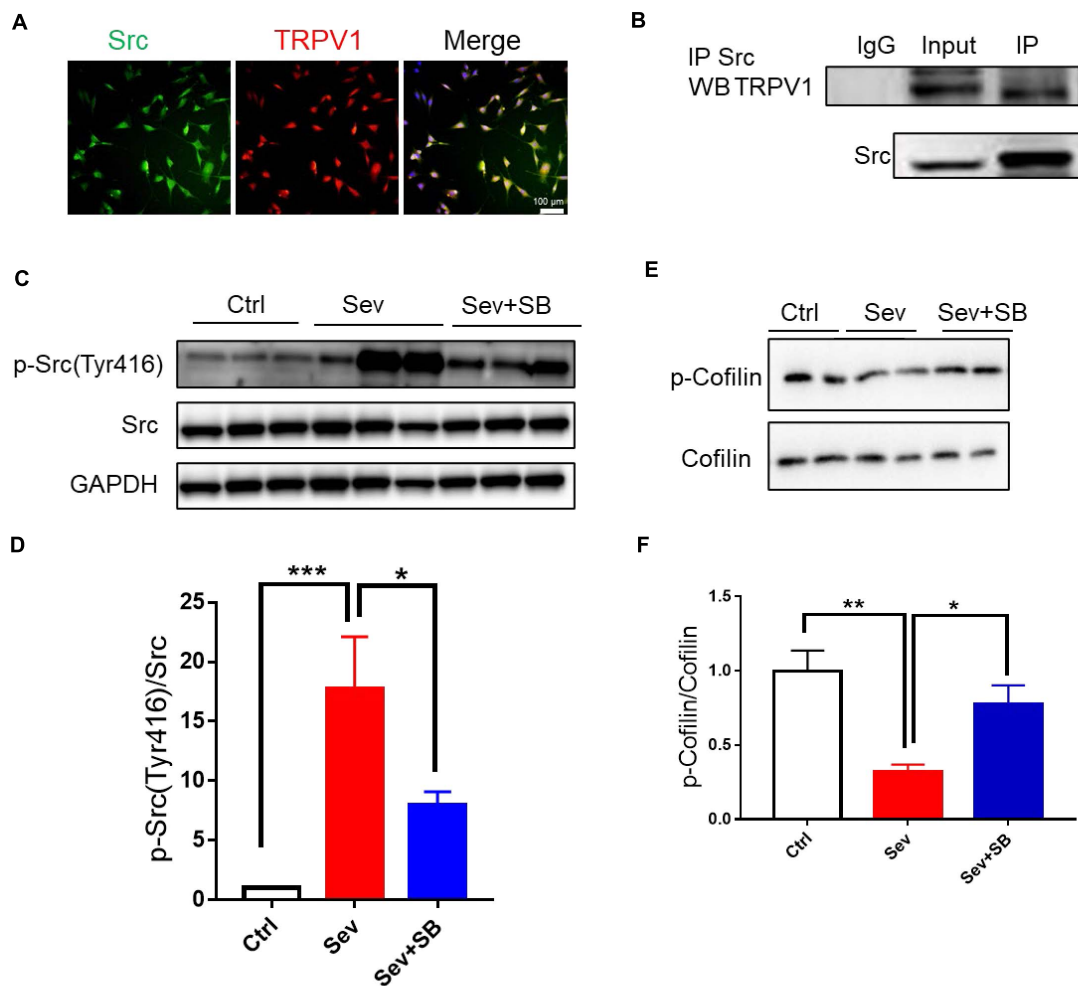 A
Src
TRPV1
Merge
100 μm
B
IP Src
WB TRPV1
IgG
Input
IP
Src
C
Ctrl
Sev
Sev+SB
p-Src(Tyr416)
Src
GAPDH
E
Ctrl
Sev
Sev+SB
p-Cofilin
Cofilin
D
***
*
p-Src(Tyr416)/Src
25
20
15
10
5
0
Ctrl
Sev
Sev+SB
F
**
*
p-Cofilin/Cofilin
1.5
1.0
0.5
0.0
Ctrl
Sev
Sev+SB